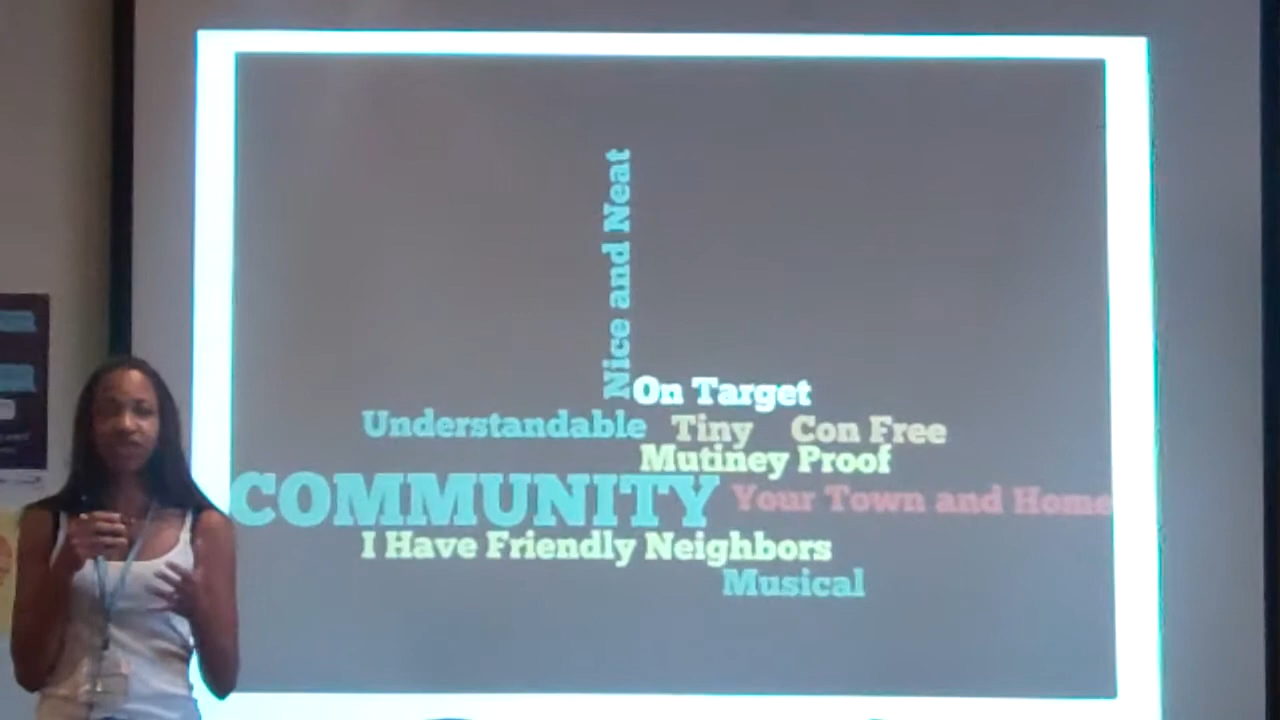 Nice and Neat
On Target
Understandable Tiny Con Free
Mutiney Proof
COMMUNITY Your Town and Home
I Have Friendly Neighbors
Musical